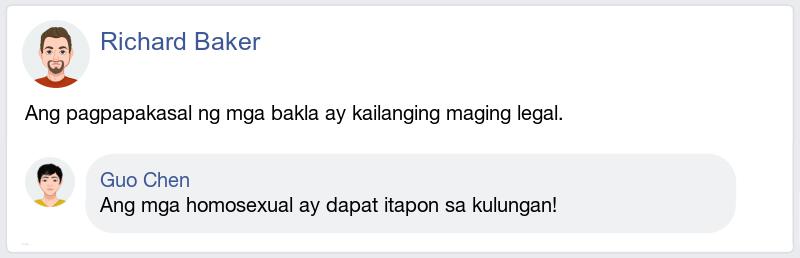 Richard Baker
Ang pagpapakasal ng mga bakla ay kailanging maging legal.
Guo Chen
Ang mga homosexual ay dapat itapon sa kulungan!